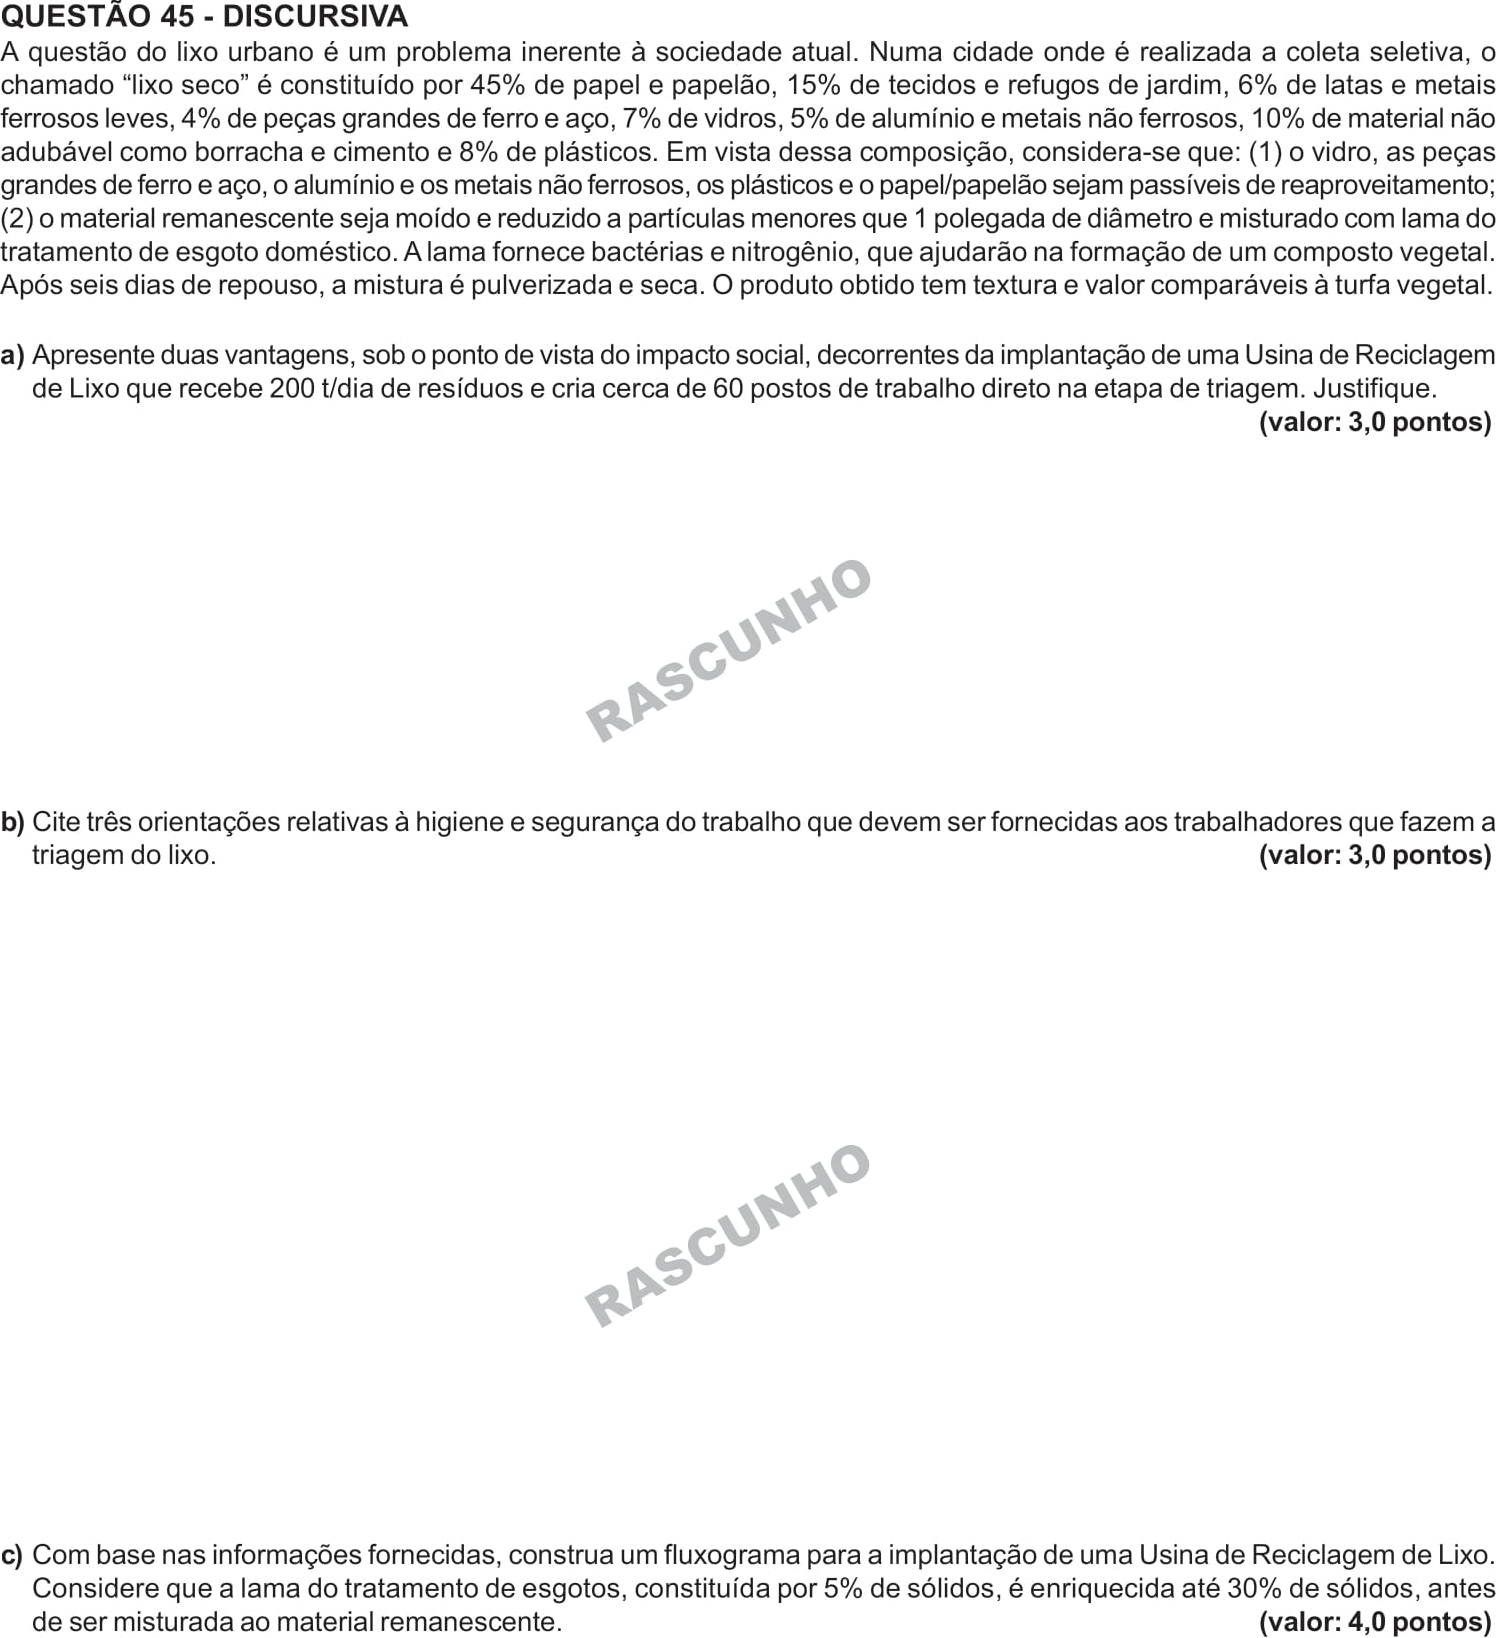 QUESTÃO 45 - DISCURSIVA
A questão do lixo urbano é um problema inerente à sociedade atual. Numa cidade onde é realizada a coleta seletiva, o
chamado “lixo seco” é constituído por 45% de papel e papelão, 15% de tecidos e refugos de jardim, 6% de latas e metais
ferrosos leves, 4% de peças grandes de ferro e aço, 7% de vidros, 5% de alumínio e metais não ferrosos, 10% de material não
adubável como borracha e cimento e 8% de plásticos. Em vista dessa composição, considera-se que: (1) o vidro, as peças
grandes de ferro e aço, o alumínio e os metais não ferrosos, os plásticos e o papel/papelão sejam passíveis de reaproveitamento;
(2) o material remanescente seja moído e reduzido a partículas menores que 1 polegada de diâmetro e misturado com lama do
tratamento de esgoto doméstico. A lama fornece bactérias e nitrogênio, que ajudarão na formação de um composto vegetal.
Após seis dias de repouso, a mistura é pulverizada e seca. O produto obtido tem textura e valor comparáveis à turfa vegetal.
a) Apresente duas vantagens, sob o ponto de vista do impacto social, decorrentes da implantação de uma Usina de Reciclagem
de Lixo que recebe 200 t/dia de resíduos e cria cerca de 60 postos de trabalho direto na etapa de triagem. Justifique.
(valor: 3,0 pontos)
RASCUNHO
b) Cite três orientações relativas à higiene e segurança do trabalho que devem ser fornecidas aos trabalhadores que fazem a
triagem do lixo. (valor: 3,0 pontos)
RASCUNHO
c) Com base nas informações fornecidas, construa um fluxograma para a implantação de uma Usina de Reciclagem de Lixo.
Considere que a lama do tratamento de esgotos, constituída por 5% de sólidos, é enriquecida até 30% de sólidos, antes
de ser misturada ao material remanescente. (valor: 4,0 pontos)